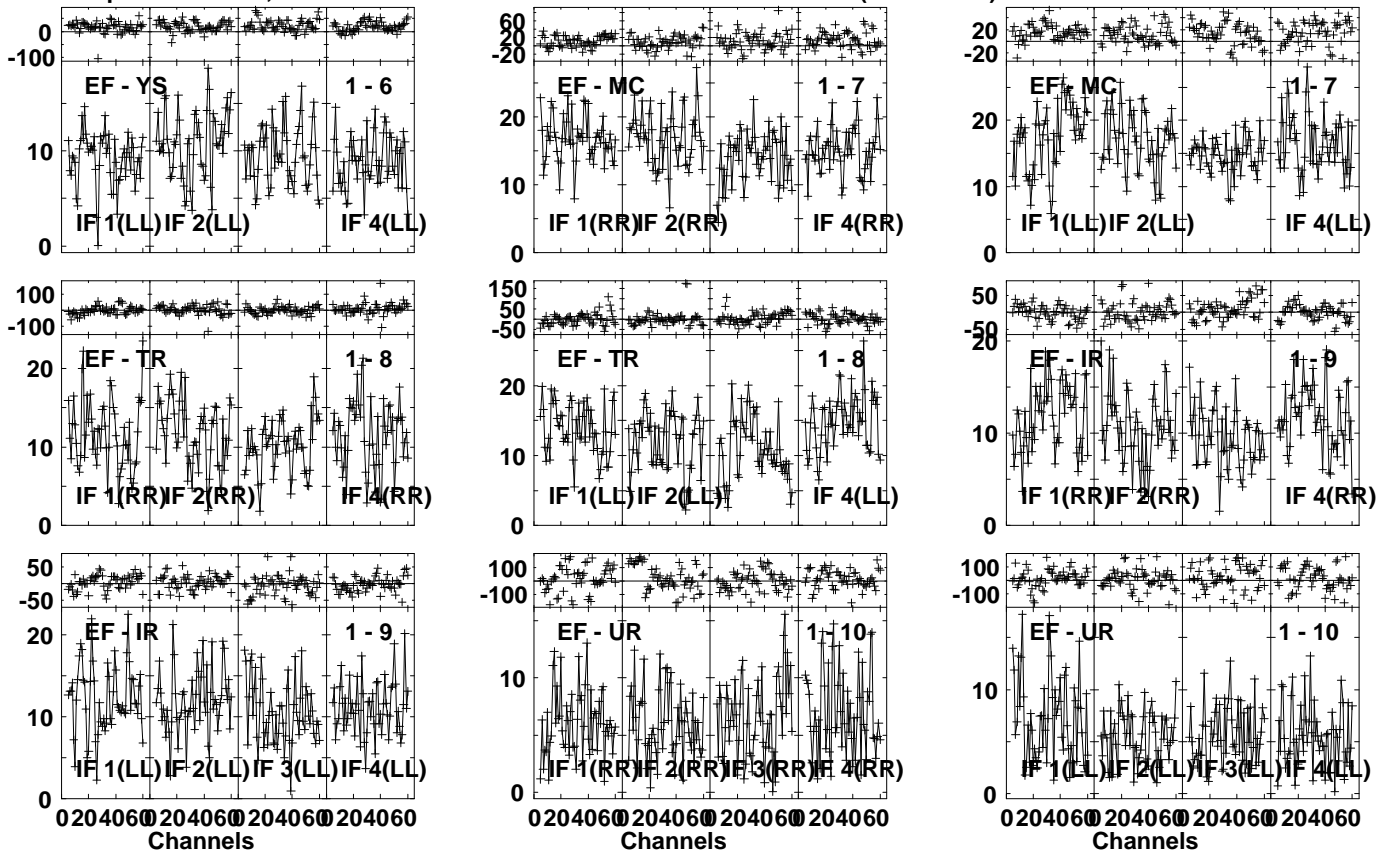 0
-100
EF - YS 1 - 6
10
IF 1(LL) IF 2(LL) IF 4(LL)
0
60
20
-20
EF - MC 1 - 7
20
10
IF 1(RR) IF 2(RR) IF 4(RR)
0
20
-20
EF - MC 1 - 7
20
10
IF 1(LL) IF 2(LL) IF 4(LL)
0
100
-100
EF - TR 1 - 8
20
10
IF 1(RR) IF 2(RR) IF 4(RR)
0
150
50
-50
EF - TR 1 - 8
20
10
IF 1(LL) IF 2(LL) IF 4(LL)
0
50
-50
20
EF - IR 1 - 9
10
IF 1(RR) IF 2(RR) IF 4(RR)
0
50
-50
EF - IR 1 - 9
20
10
IF 1(LL) IF 2(LL) IF 3(LL) IF 4(LL)
0
0 20 40 60 0 20 40 60 0 20 40 60 0 20 40 60
Channels
100
-100
EF - UR 1 - 10
10
IF 1(RR) IF 2(RR) IF 3(RR) IF 4(RR)
0
0 20 40 60 0 20 40 60 0 20 40 60 0 20 40 60
Channels
100
-100
EF - UR 1 - 10
10
IF 1(LL) IF 2(LL) IF 3(LL) IF 4(LL)
0
0 20 40 60 0 20 40 60 0 20 40 60 0 20 40 60
Channels